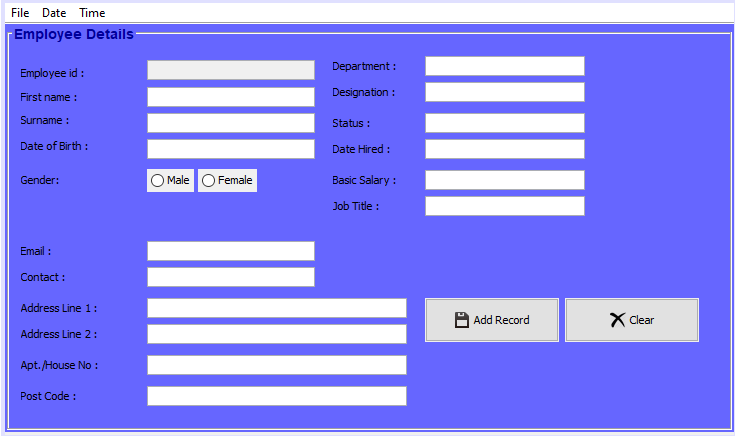 File Date Time
Employee Details
Employee id :
First name :
Surname :
Date of Birth :
Gender: Male Female
Email :
Contact :
Address Line 1 :
Address Line 2 :
Apt./House No :
Post Code :
Department :
Designation :
Status :
Date Hired :
Basic Salary :
Job Title :
Add Record Clear